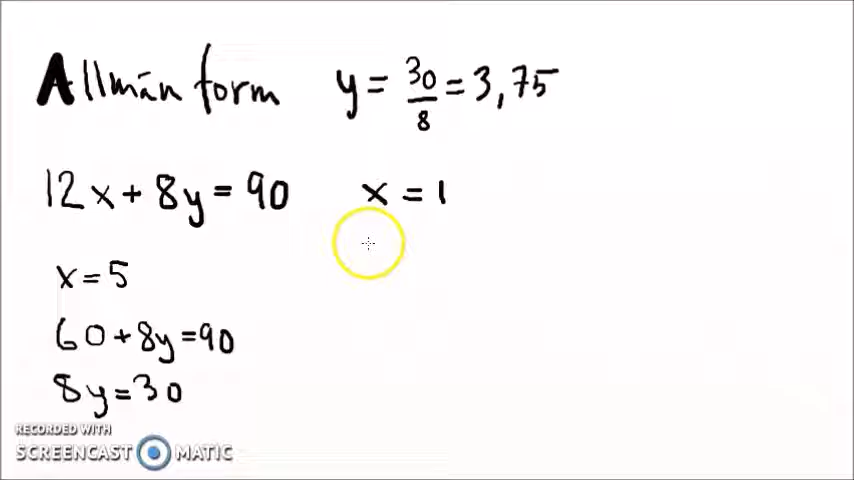 Allmän form
y = 30/8 = 3,75
12x + 8y = 90
x = 1
x = 5
60 + 8y = 90
8y = 30
RECORDED WITH
SCREENCAST MATIC